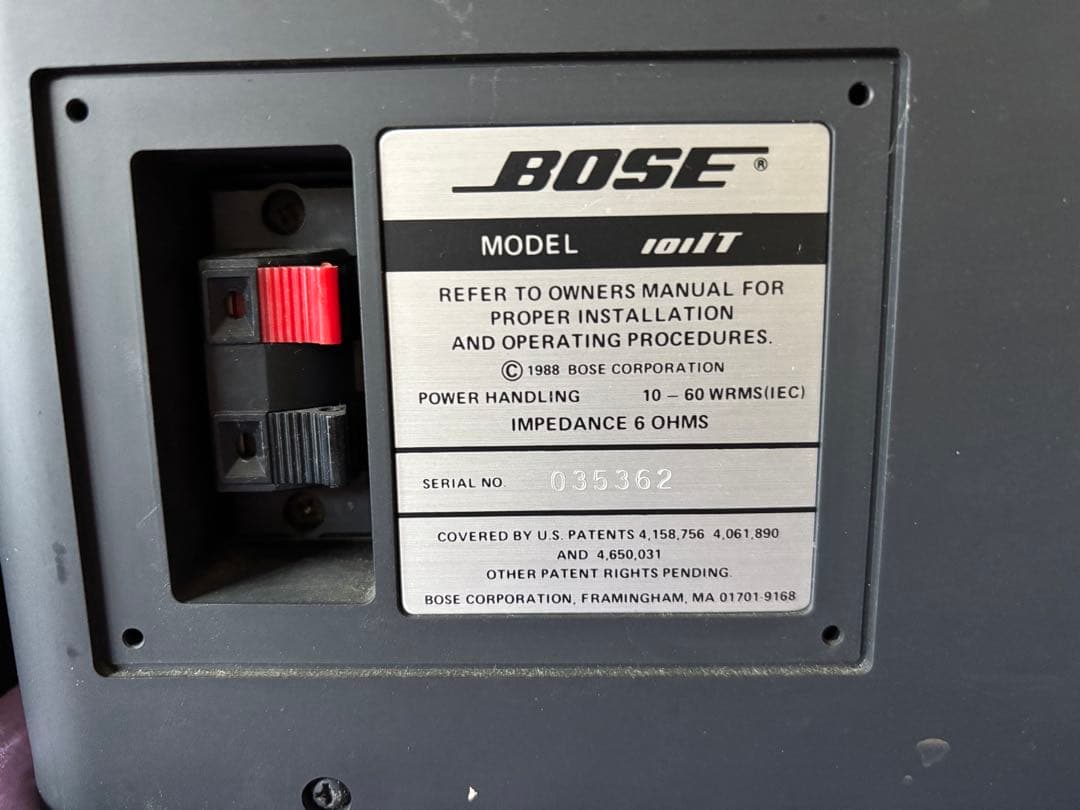 BOSE®
MODEL 101IT
REFER TO OWNERS MANUAL FOR
PROPER INSTALLATION
AND OPERATING PROCEDURES.
© 1988 BOSE CORPORATION
POWER HANDLING 10 – 60 WRMS(IEC)
IMPEDANCE 6 OHMS
SERIAL NO. 035362
COVERED BY U.S. PATENTS 4,158,756 4,061,890
AND 4,650,031
OTHER PATENT RIGHTS PENDING.
BOSE CORPORATION, FRAMINGHAM, MA 01701-9168